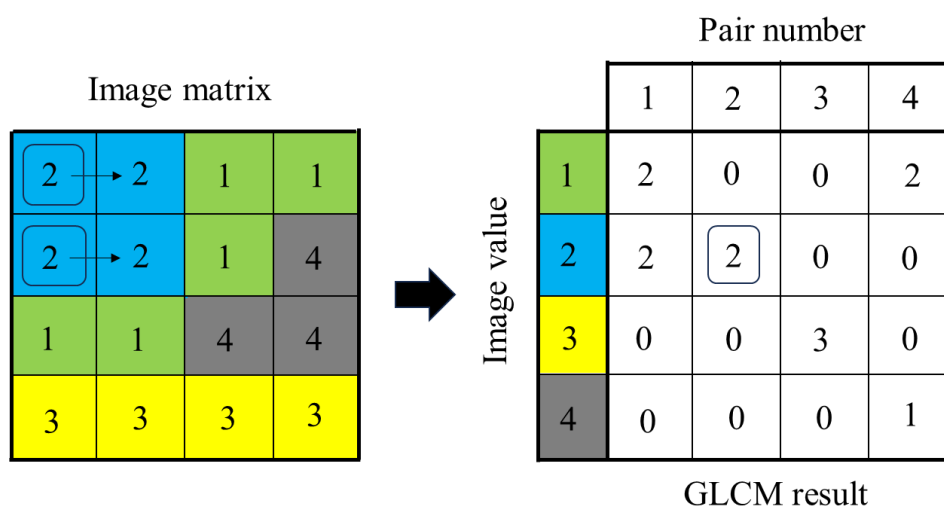 Image matrix
2 2 1 1
2 2 1 4
1 1 4 4
3 3 3 3
Pair number
1 2 3 4
Image value
1 2 0 0 2
2 2 2 0 0
3 0 0 3 0
4 0 0 0 1
GLCM result